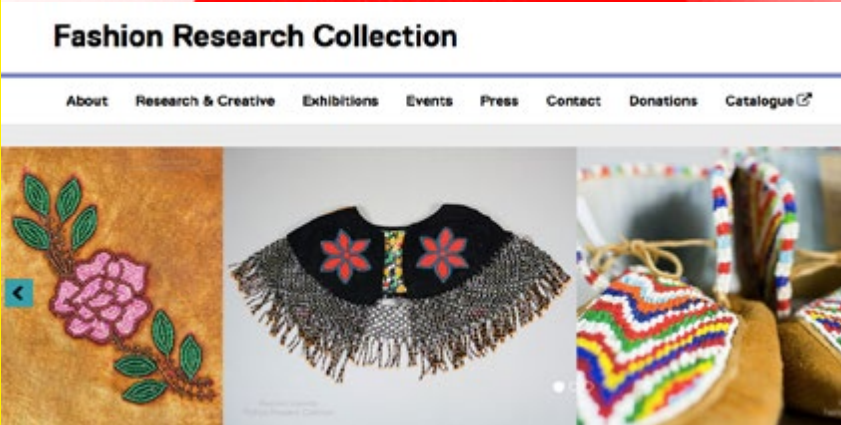 Fashion Research Collection
About Research & Creative Exhibitions Events Press Contact Donations Catalogue